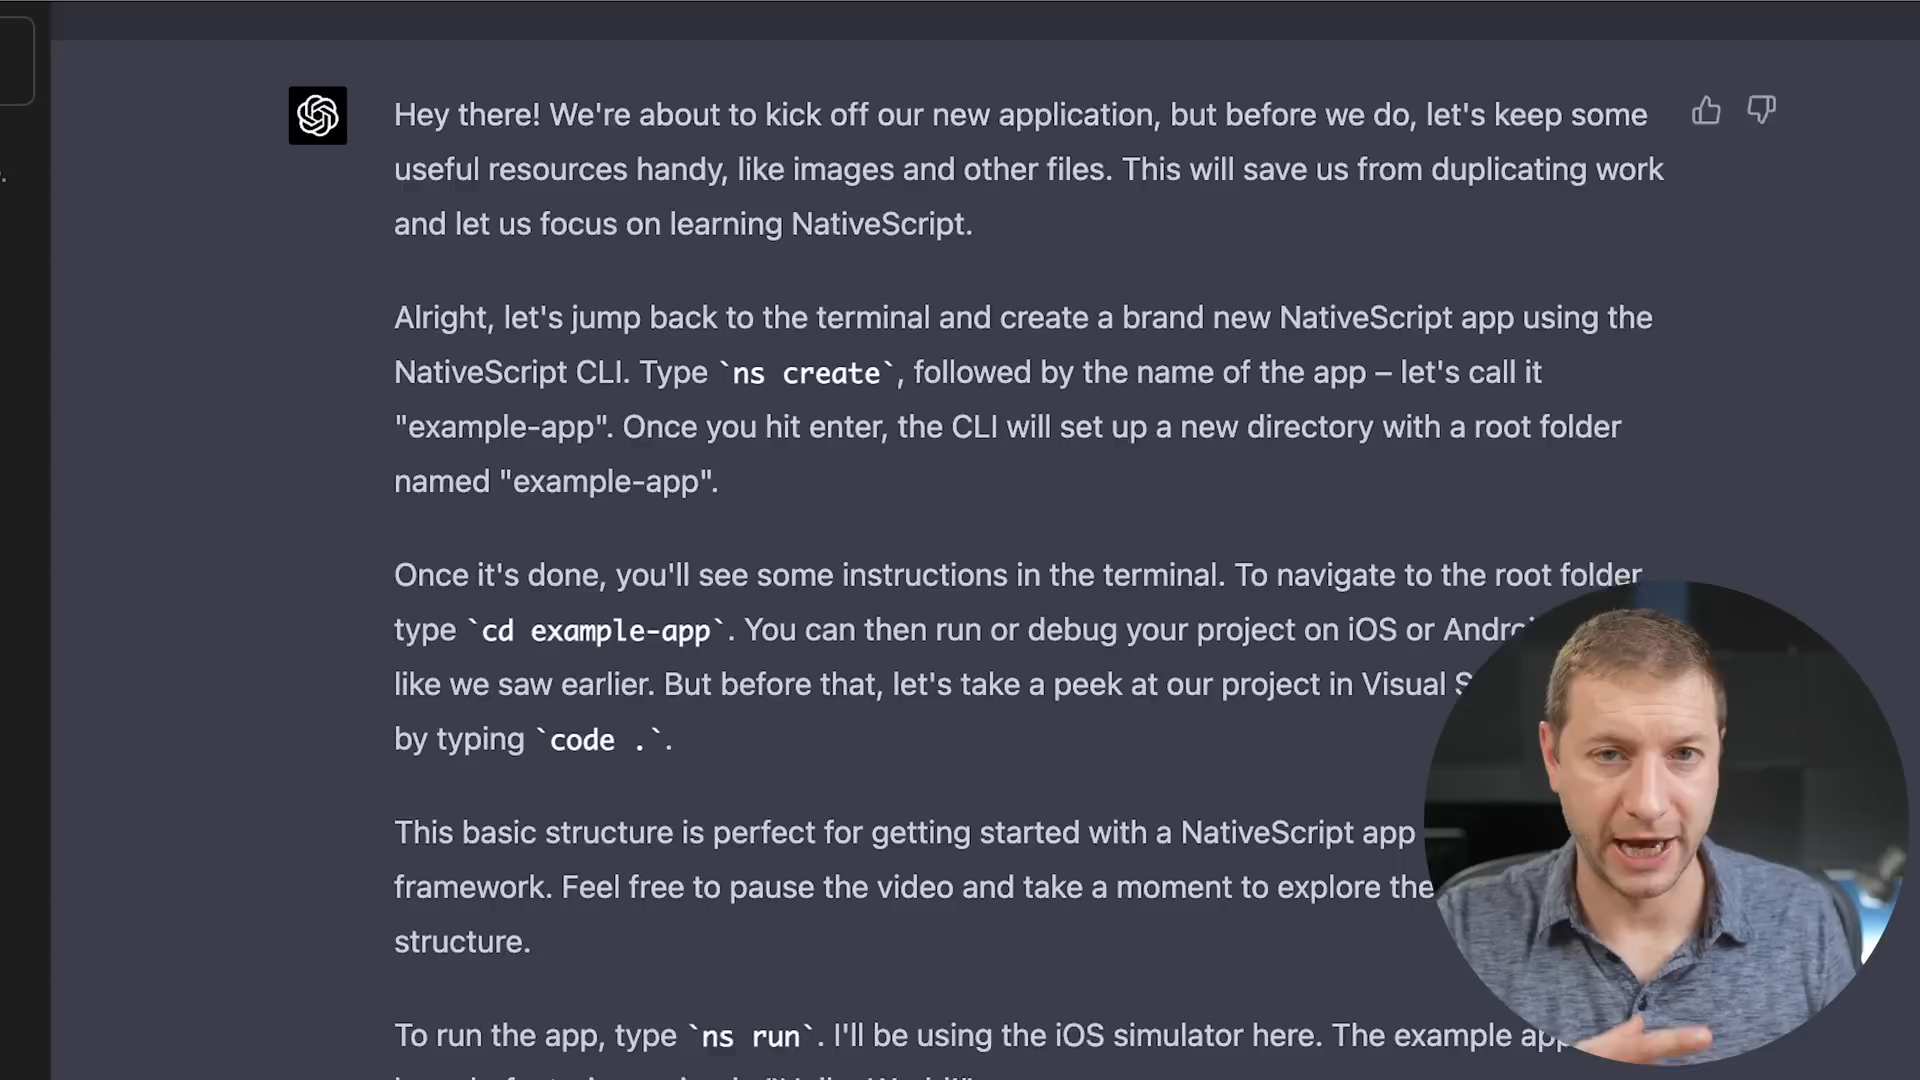 Hey there! We're about to kick off our new application, but before we do, let's keep some
useful resources handy, like images and other files. This will save us from duplicating work
and let us focus on learning NativeScript.
Alright, let's jump back to the terminal and create a brand new NativeScript app using the
NativeScript CLI. Type `ns create`, followed by the name of the app – let's call it
"example-app". Once you hit enter, the CLI will set up a new directory with a root folder
named "example-app".
Once it's done, you'll see some instructions in the terminal. To navigate to the root folder
type `cd example-app`. You can then run or debug your project on iOS or
like we saw earlier. But before that, let's take a peek at our project in Visual
by typing `code .`.
This basic structure is perfect for getting started with a NativeScript app
framework. Feel free to pause the video and take a moment to explore the
structure.
To run the app, type `ns run`. I'll be using the iOS simulator here. The example